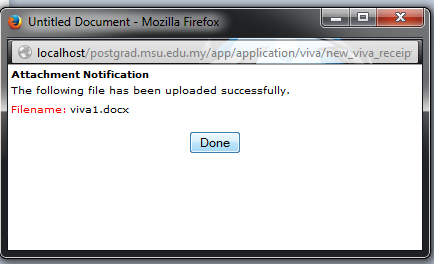 Untitled Document - Mozilla Firefox
localhost/postgrad.msu.edu.my/app/application/viva/new_viva_receip
Attachment Notification
The following file has been uploaded successfully.
Filename: viva1.docx
Done